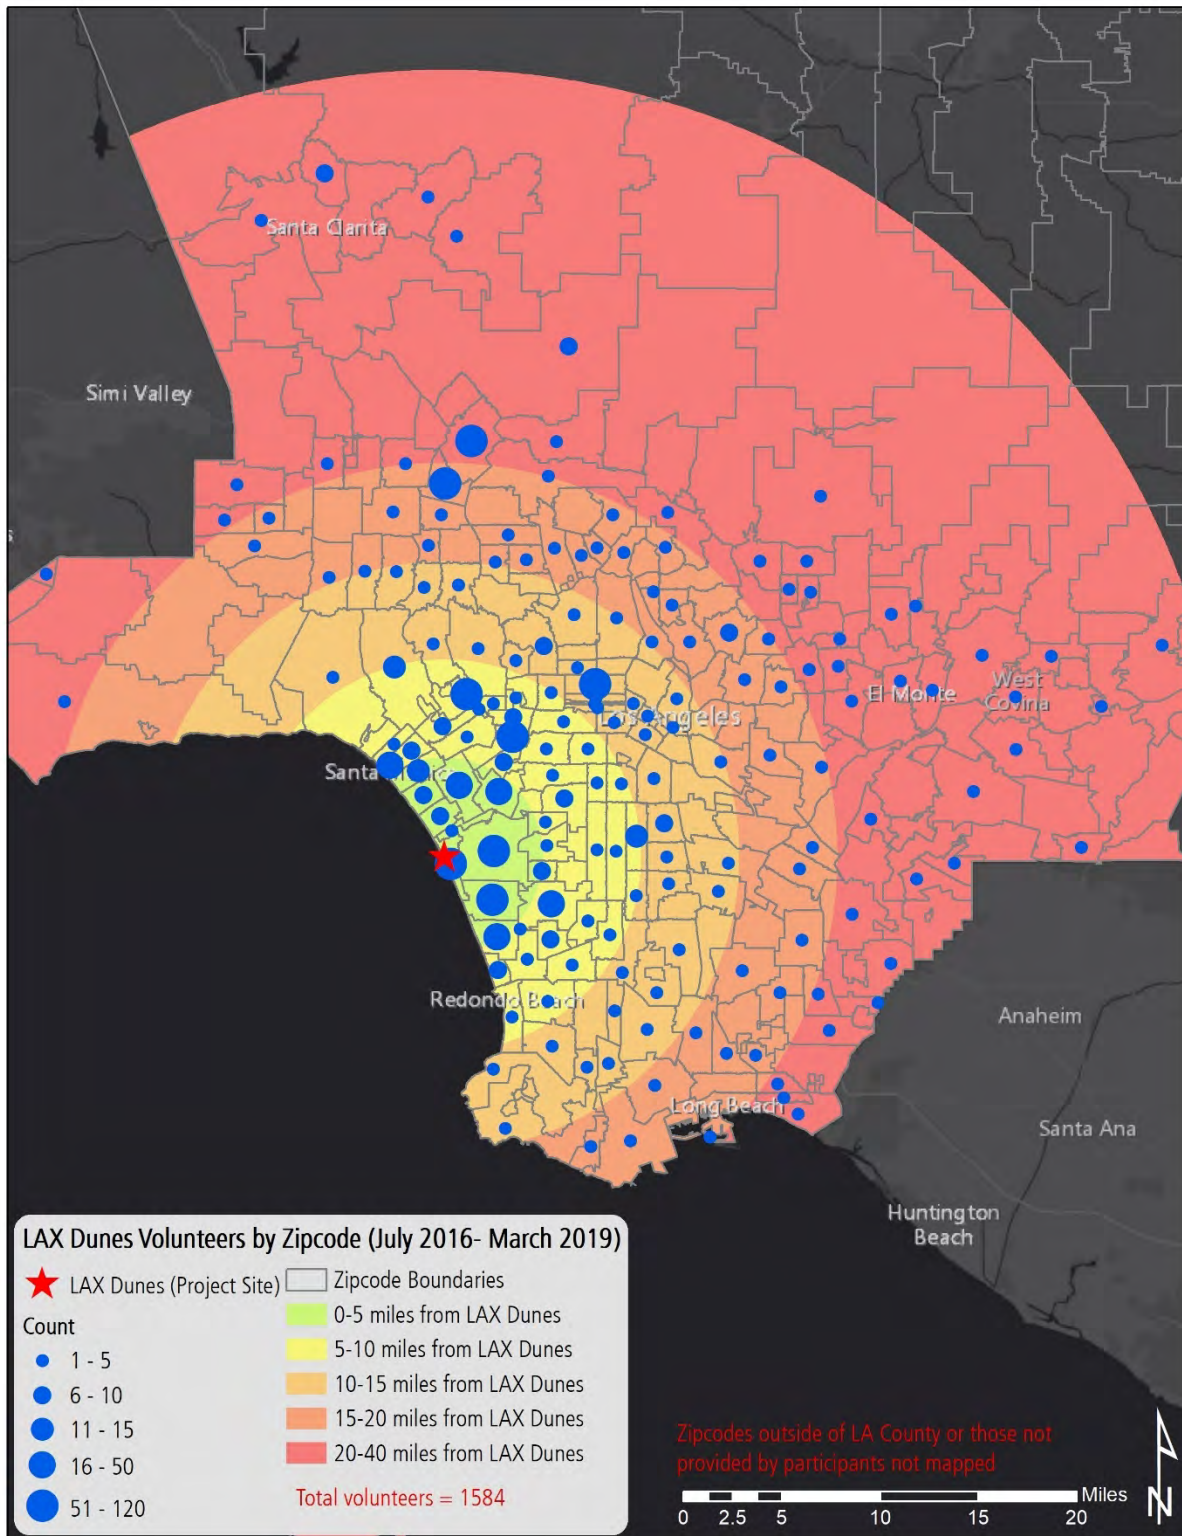 Santa Clarita
Simi Valley
s
El Monte
West
Covina
Los Angeles
Santa
Redondo Beach
Anaheim
Long Beach
Santa Ana
Huntington
Beach
LAX Dunes Volunteers by Zipcode (July 2016- March 2019)
LAX Dunes (Project Site)
Count
1 - 5
6 - 10
11 - 15
16 - 50
51 - 120
Zipcode Boundaries
0-5 miles from LAX Dunes
5-10 miles from LAX Dunes
10-15 miles from LAX Dunes
15-20 miles from LAX Dunes
20-40 miles from LAX Dunes
Total volunteers = 1584
Zipcodes outside of LA County or those not
provided by participants not mapped
Miles
0 2.5 5 10 15 20
N